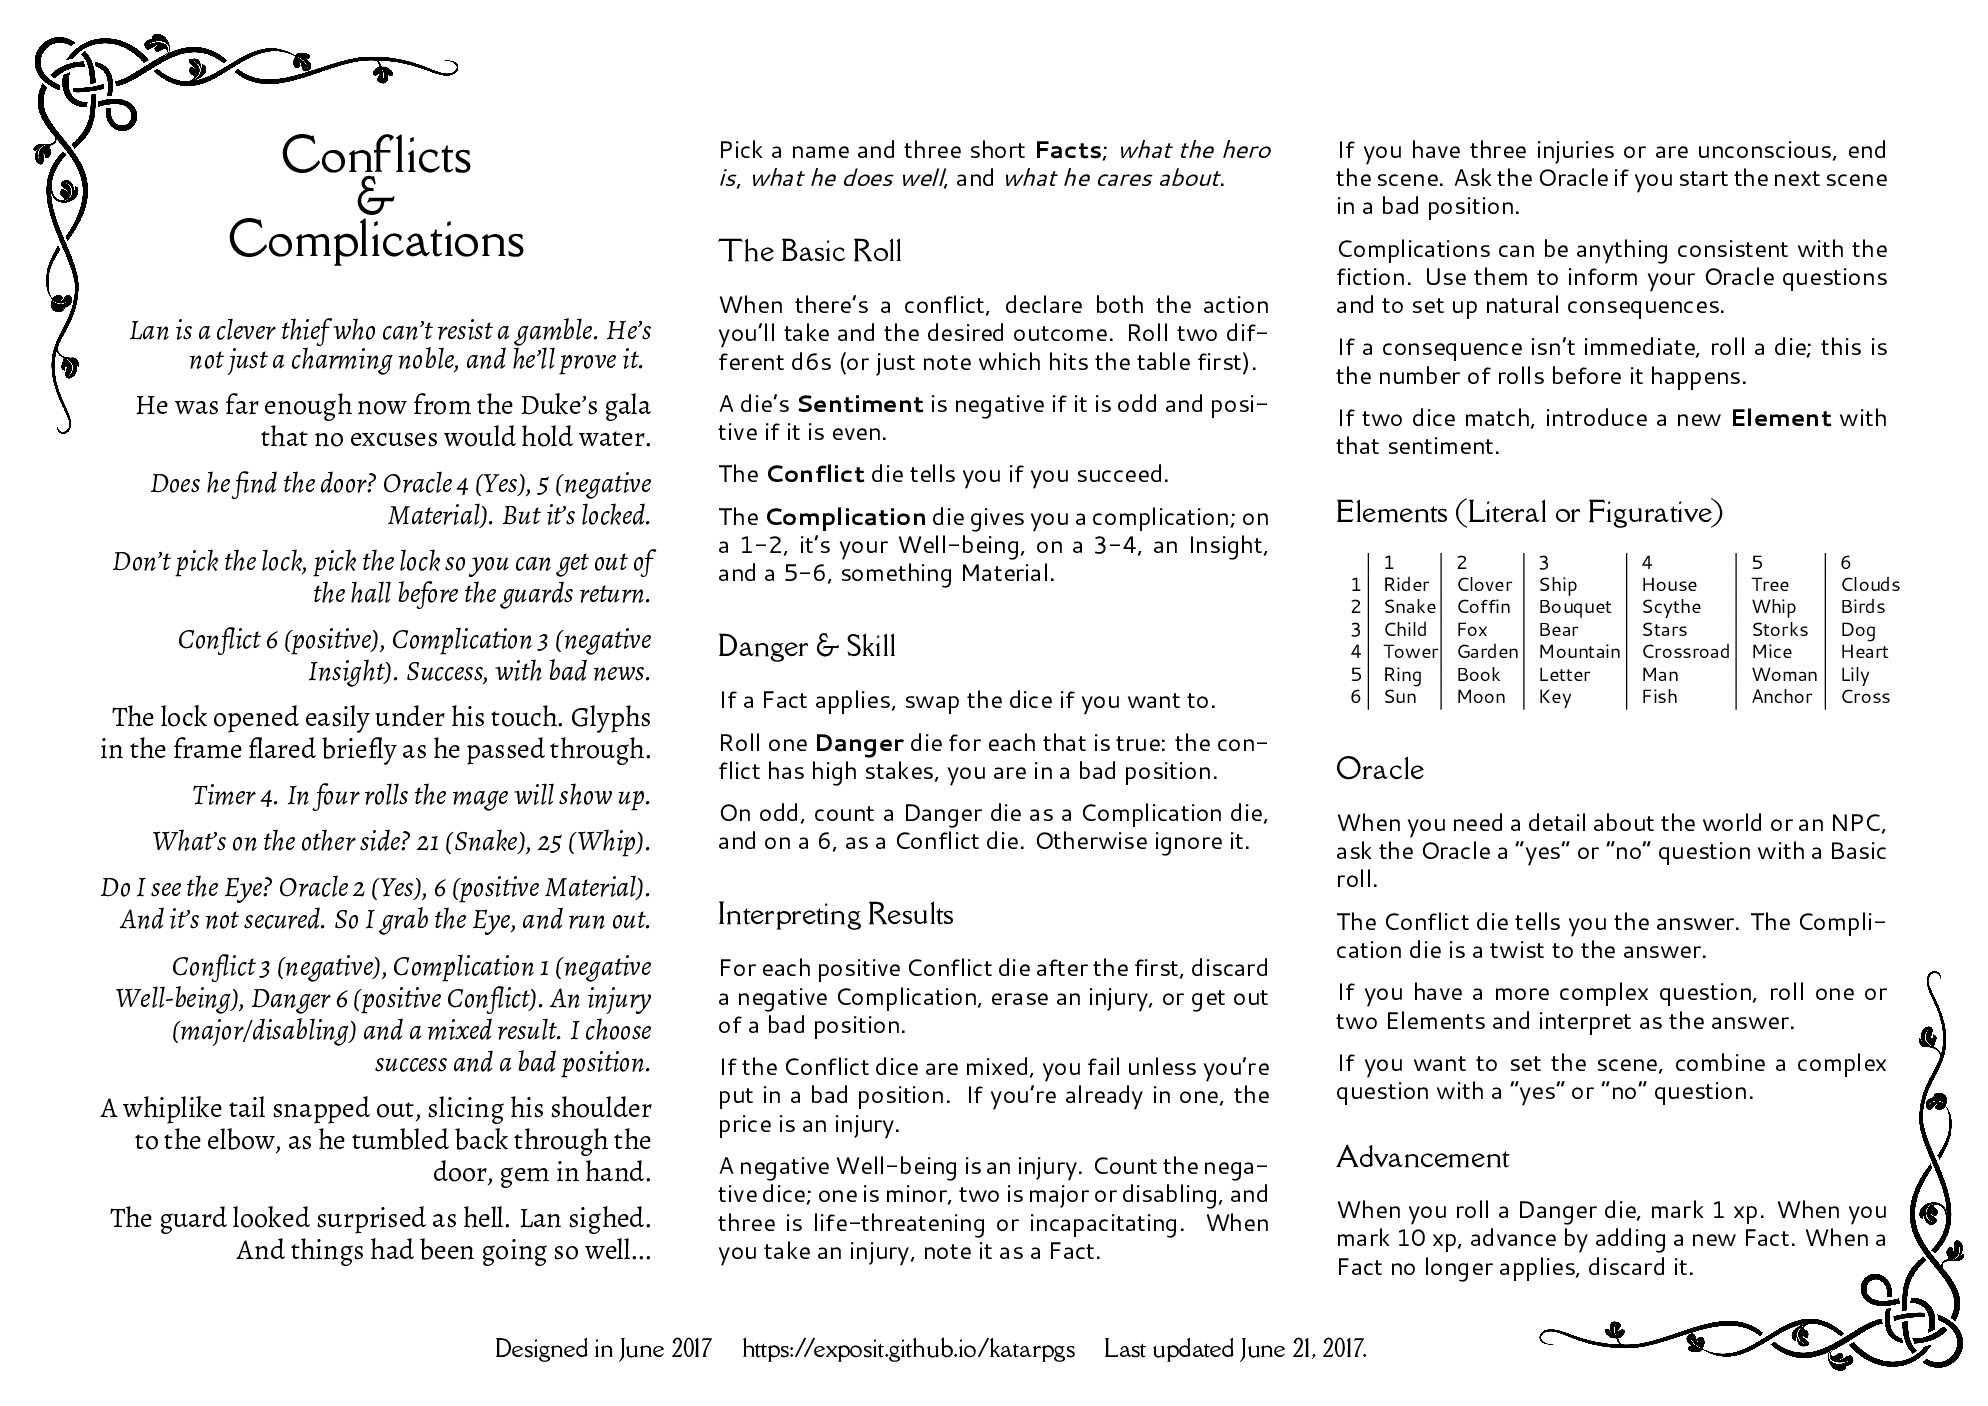 Conflicts
&
Complications
Lan is a clever thief who can't resist a gamble. He's
not just a charming noble, and he'll prove it.
He was far enough now from the Duke's gala
that no excuses would hold water.
Does he find the door? Oracle 4 (Yes), 5 (negative
Material). But it's locked.
Don't pick the lock, pick the lock so you can get out of
the hall before the guards return.
Conflict 6 (positive), Complication 3 (negative
Insight). Success, with bad news.
The lock opened easily under his touch. Glyphs
in the frame flared briefly as he passed through.
Timer 4. In four rolls the mage will show up.
What's on the other side? 21 (Snake), 25 (Whip).
Do I see the Eye? Oracle 2 (Yes), 6 (positive Material).
And it's not secured. So I grab the Eye, and run out.
Conflict 3 (negative), Complication 1 (negative
Well-being), Danger 6 (positive Conflict). An injury
(major/disabling) and a mixed result. I choose
success and a bad position.
A whiplike tail snapped out, slicing his shoulder
to the elbow, as he tumbled back through the
door, gem in hand.
The guard looked surprised as hell. Lan sighed.
And things had been going so well...
Pick a name and three short Facts; what the hero
is, what he does well, and what he cares about.
The Basic Roll
When there's a conflict, declare both the action
you'll take and the desired outcome. Roll two dif-
ferent d6s (or just note which hits the table first).
A die's Sentiment is negative if it is odd and posi-
tive if it is even.
The Conflict die tells you if you succeed.
The Complication die gives you a complication; on
a 1-2, it's your Well-being, on a 3-4, an Insight,
and a 5-6, something Material.
Danger & Skill
If a Fact applies, swap the dice if you want to.
Roll one Danger die for each that is true: the con-
flict has high stakes, you are in a bad position.
On odd, count a Danger die as a Complication die,
and on a 6, as a Conflict die. Otherwise ignore it.
Interpreting Results
For each positive Conflict die after the first, discard
a negative Complication, erase an injury, or get out
of a bad position.
If the Conflict dice are mixed, you fail unless you're
put in a bad position. If you're already in one, the
price is an injury.
A negative Well-being is an injury. Count the nega-
tive dice; one is minor, two is major or disabling, and
three is life-threatening or incapacitating. When
you take an injury, note it as a Fact.
If you have three injuries or are unconscious, end
the scene. Ask the Oracle if you start the next scene
in a bad position.
Complications can be anything consistent with the
fiction. Use them to inform your Oracle questions
and to set up natural consequences.
If a consequence isn't immediate, roll a die; this is
the number of rolls before it happens.
If two dice match, introduce a new Element with
that sentiment.
Elements (Literal or Figurative)
1 2 3 4 5 6
1 Rider Clover Ship House Tree Clouds
2 Snake Coffin Bouquet Scythe Whip Birds
3 Child Fox Bear Stars Storks Dog
4 Tower Garden Mountain Crossroad Mice Heart
5 Ring Book Letter Man Woman Lily
6 Sun Moon Key Fish Anchor Cross
Oracle
When you need a detail about the world or an NPC,
ask the Oracle a "yes" or "no" question with a Basic
roll.
The Conflict die tells you the answer. The Compli-
cation die is a twist to the answer.
If you have a more complex question, roll one or
two Elements and interpret as the answer.
If you want to set the scene, combine a complex
question with a "yes" or "no" question.
Advancement
When you roll a Danger die, mark 1 xp. When you
mark 10 xp, advance by adding a new Fact. When a
Fact no longer applies, discard it.
Designed in June 2017 https://exposit.github.io/katarpgs Last updated June 21, 2017.